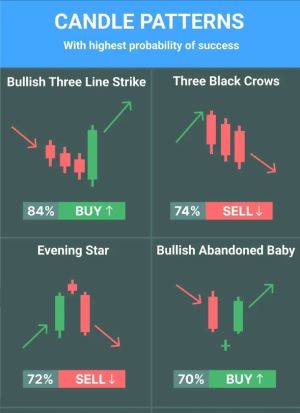 CANDLE PATTERNS
With highest probability of success
Bullish Three Line Strike
84% BUY ↑
Three Black Crows
74% SELL ↓
Evening Star
72% SELL ↓
Bullish Abandoned Baby
70% BUY ↑